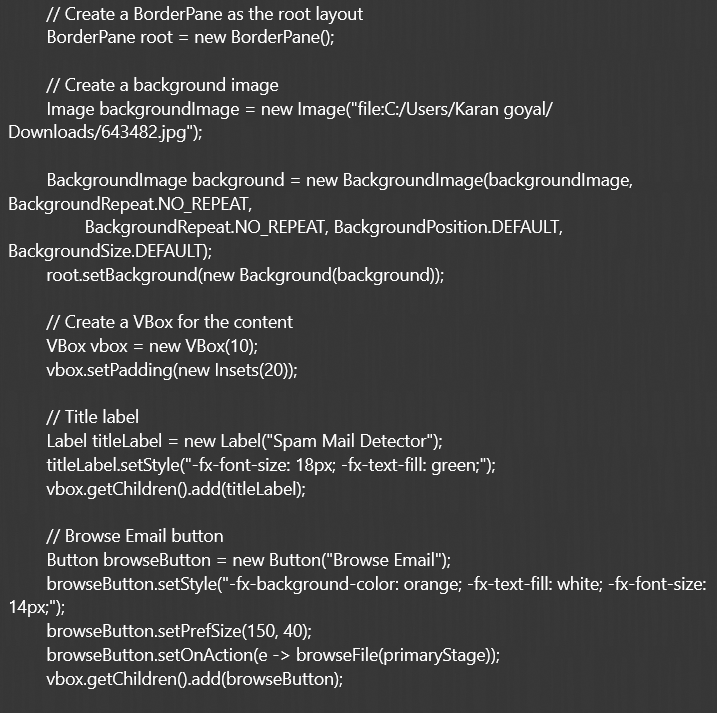 // Create a BorderPane as the root layout
BorderPane root = new BorderPane();
// Create a background image
Image backgroundImage = new Image("file:C:/Users/Karan goyal/
Downloads/643482.jpg");
BackgroundImage background = new BackgroundImage(backgroundImage,
BackgroundRepeat.NO_REPEAT,
BackgroundRepeat.NO_REPEAT, BackgroundPosition.DEFAULT,
BackgroundSize.DEFAULT);
root.setBackground(new Background(background));
// Create a VBox for the content
VBox vbox = new VBox(10);
vbox.setPadding(new Insets(20));
// Title label
Label titleLabel = new Label("Spam Mail Detector");
titleLabel.setStyle("-fx-font-size: 18px; -fx-text-fill: green;");
vbox.getChildren().add(titleLabel);
// Browse Email button
Button browseButton = new Button("Browse Email");
browseButton.setStyle("-fx-background-color: orange; -fx-text-fill: white; -fx-font-size:
14px;");
browseButton.setPrefSize(150, 40);
browseButton.setOnAction(e -> browseFile(primaryStage));
vbox.getChildren().add(browseButton);